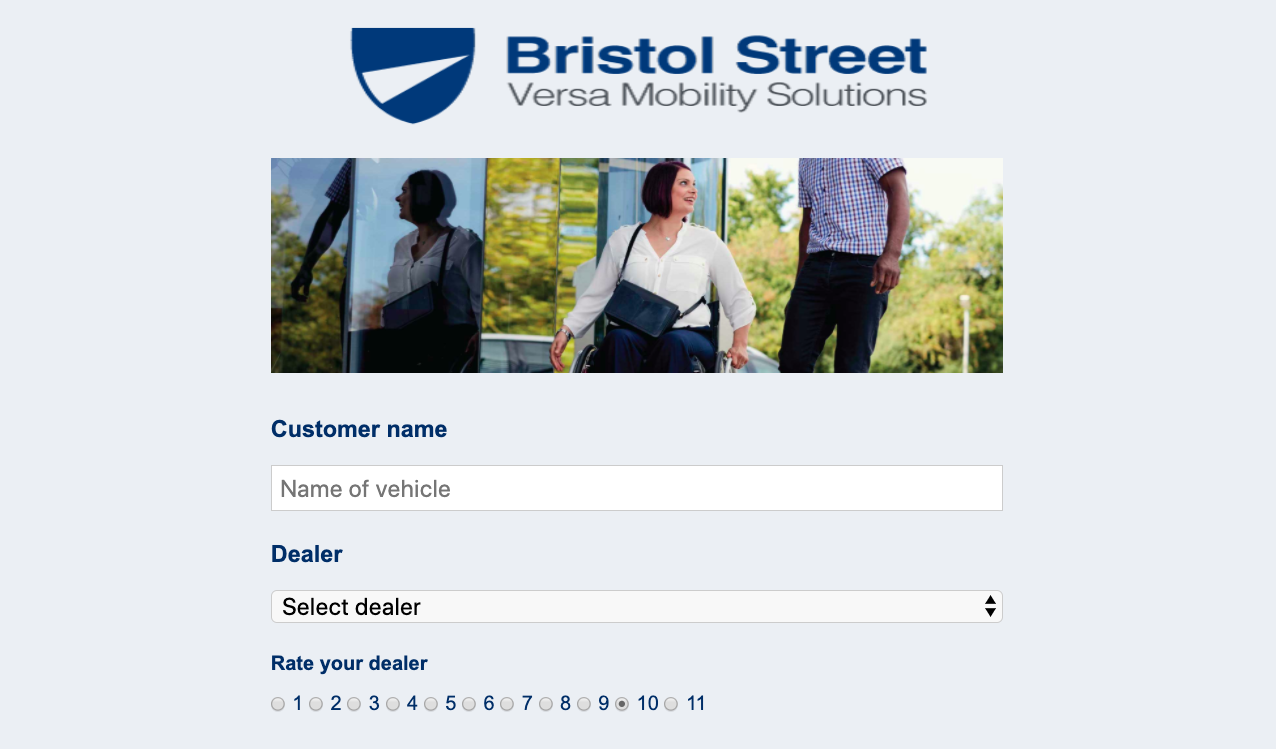 Bristol Street
Versa Mobility Solutions
Customer name
Name of vehicle
Dealer
Select dealer
Rate your dealer
1 2 3 4 5 6 7 8 9 10 11